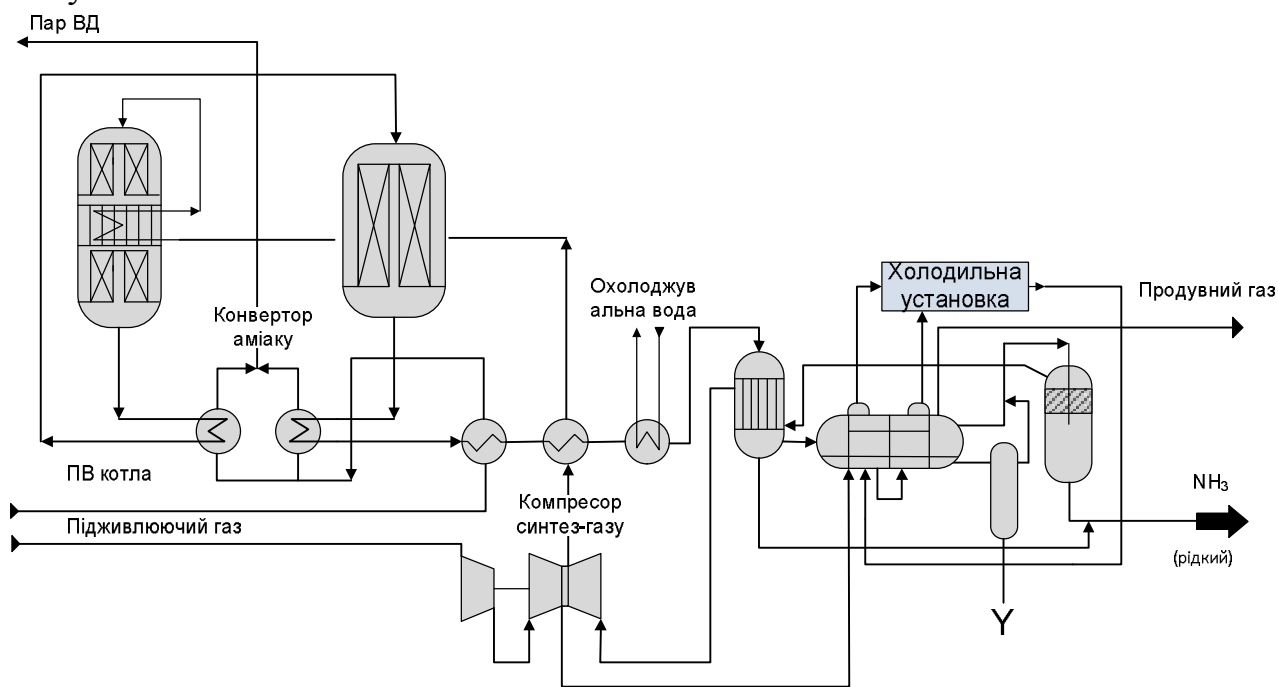 Пар ВД
Конвертор
аміаку
Охолоджув
альна вода
Холодильна
установка
Продувний газ
ПВ котла
Підживлюючий газ
Компресор
синтез-газу
NH₃
(рідкий)
Y